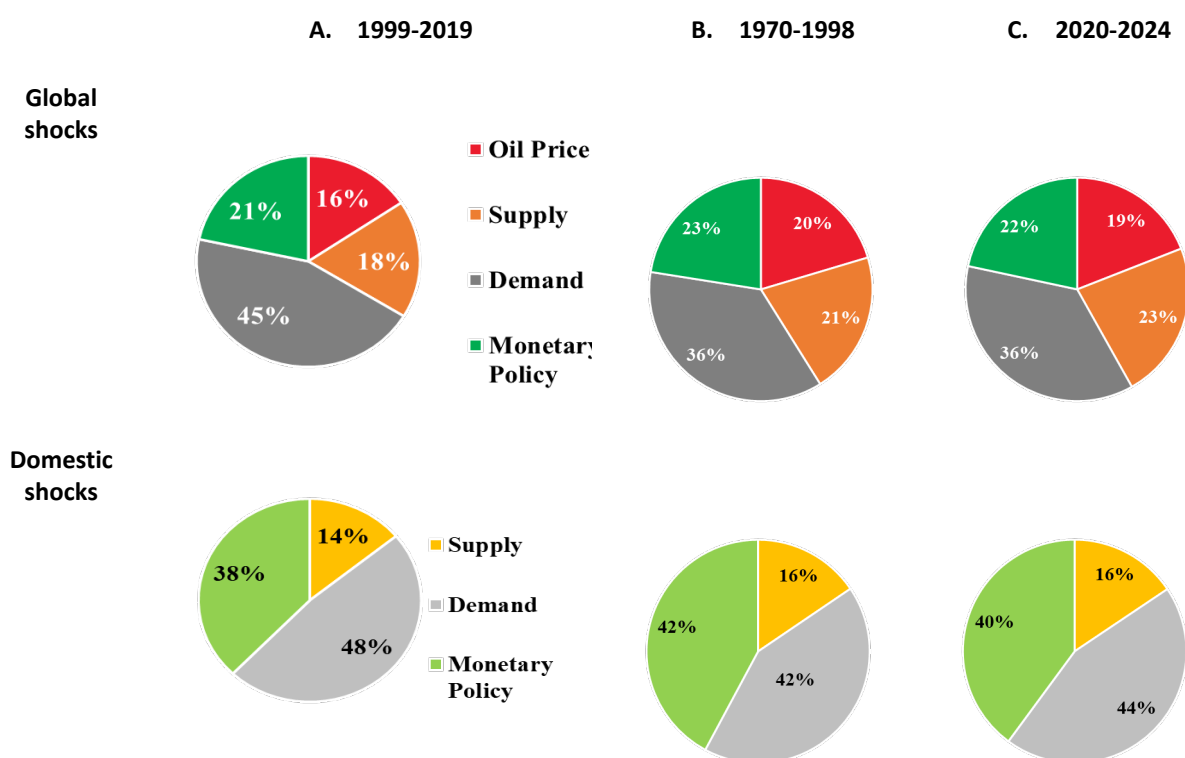 A. 1999-2019
B. 1970-1998
C. 2020-2024
Global
shocks
Oil Price
Supply
Demand
Monetary
Policy
16%
18%
45%
21%
20%
21%
36%
23%
19%
23%
36%
22%
Domestic
shocks
Supply
Demand
Monetary
Policy
14%
48%
38%
16%
42%
42%
16%
44%
40%